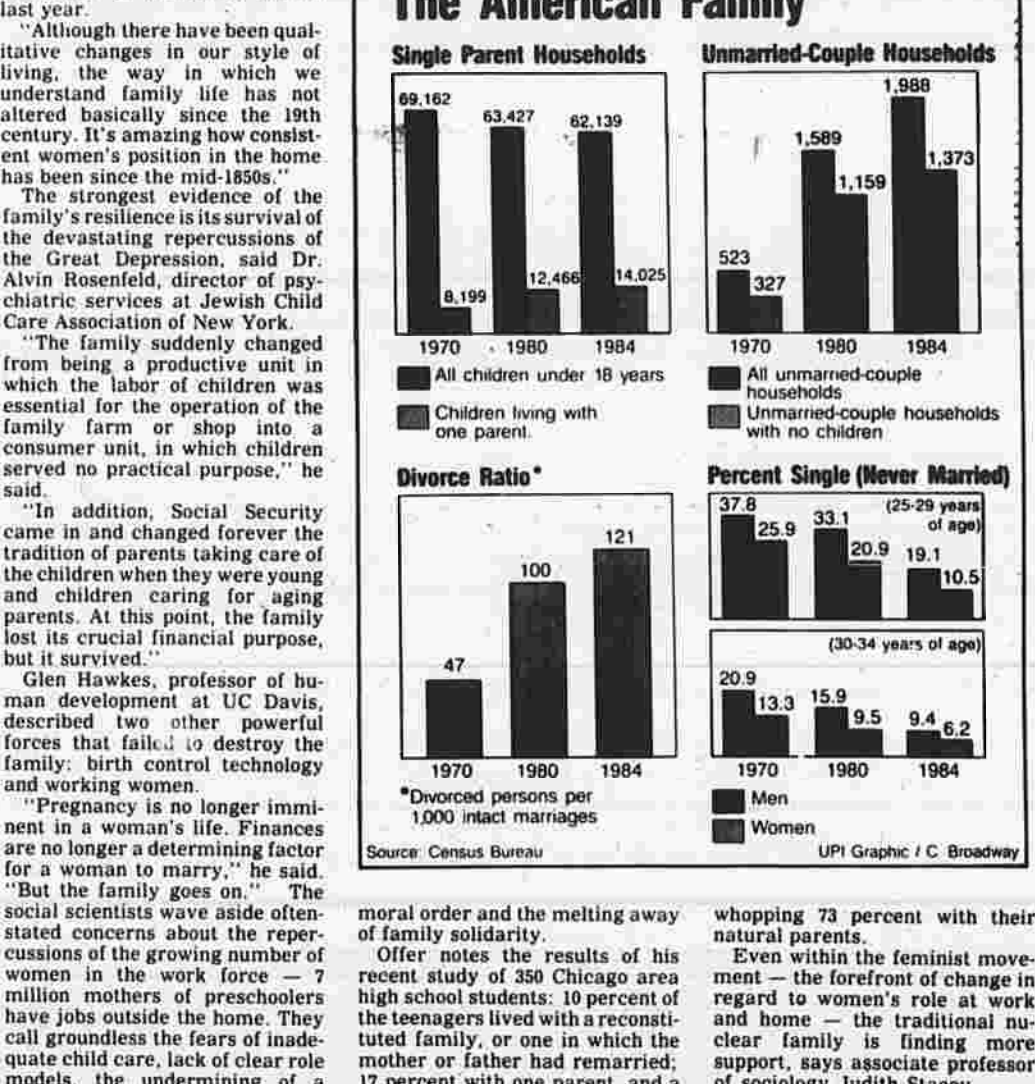 last year.
"Although there have been qual-
itative changes in our style of
living, the way in which we
understand family life has not
altered basically since the 19th
century. It's amazing how consist-
ent women's position in the home
has been since the mid-1850s."
The strongest evidence of the
family's resilience is its survival of
the devastating repercussions of
the Great Depression, said Dr.
Alvin Rosenfeld, director of psy-
chiatric services at Jewish Child
Care Association of New York.
"The family suddenly changed
from being a productive unit in
which the labor of children was
essential for the operation of the
family farm or shop into a
consumer unit, in which children
served no practical purpose," he
said.
"In addition, Social Security
came in and changed forever the
tradition of parents taking care of
the children when they were young
and children caring for aging
parents. At this point, the family
lost its crucial financial purpose,
but it survived."
Glen Hawkes, professor of hu-
man development at UC Davis,
described two other powerful
forces that failed to destroy the
family: birth control technology
and working women.
"Pregnancy is no longer immi-
nent in a woman's life. Finances
are no longer a determining factor
for a woman to marry," he said.
"But the family goes on." The
social scientists wave aside often-
stated concerns about the reper-
cussions of the growing number of
women in the work force — 7
million mothers of preschoolers
have jobs outside the home. They
call groundless the fears of inade-
quate child care, lack of clear role
models, the undermining of a
The American Family
Single Parent Households
69,162
63,427
62,139
8,199
12,466
14,025
1970 1980 1984
All children under 18 years
Children living with
one parent.
Unmarried-Couple Households
1,988
1,589
1,373
1,159
523
327
1970 1980 1984
All unmarried-couple
households
Unmarried-couple households
with no children
Divorce Ratio*
121
100
47
1970 1980 1984
*Divorced persons per
1,000 intact marriages
Percent Single (Never Married)
(25-29 years
of age)
37.8 25.9 33.1 20.9 19.1 10.5
(30-34 years of age)
20.9 13.3 15.9 9.5 9.4 6.2
1970 1980 1984
Men
Women
Source: Census Bureau
UPI Graphic / C. Broadway
moral order and the melting away
of family solidarity.
Offer notes the results of his
recent study of 350 Chicago area
high school students: 10 percent of
the teenagers lived with a reconsti-
tuted family, or one in which the
mother or father had remarried;
17 percent with one parent, and a
whopping 73 percent with their
natural parents.
Even within the feminist move-
ment — the forefront of change in
regard to women's role at work
and home — the traditional nu-
clear family is finding more
support, says associate professor
of sociology Judith